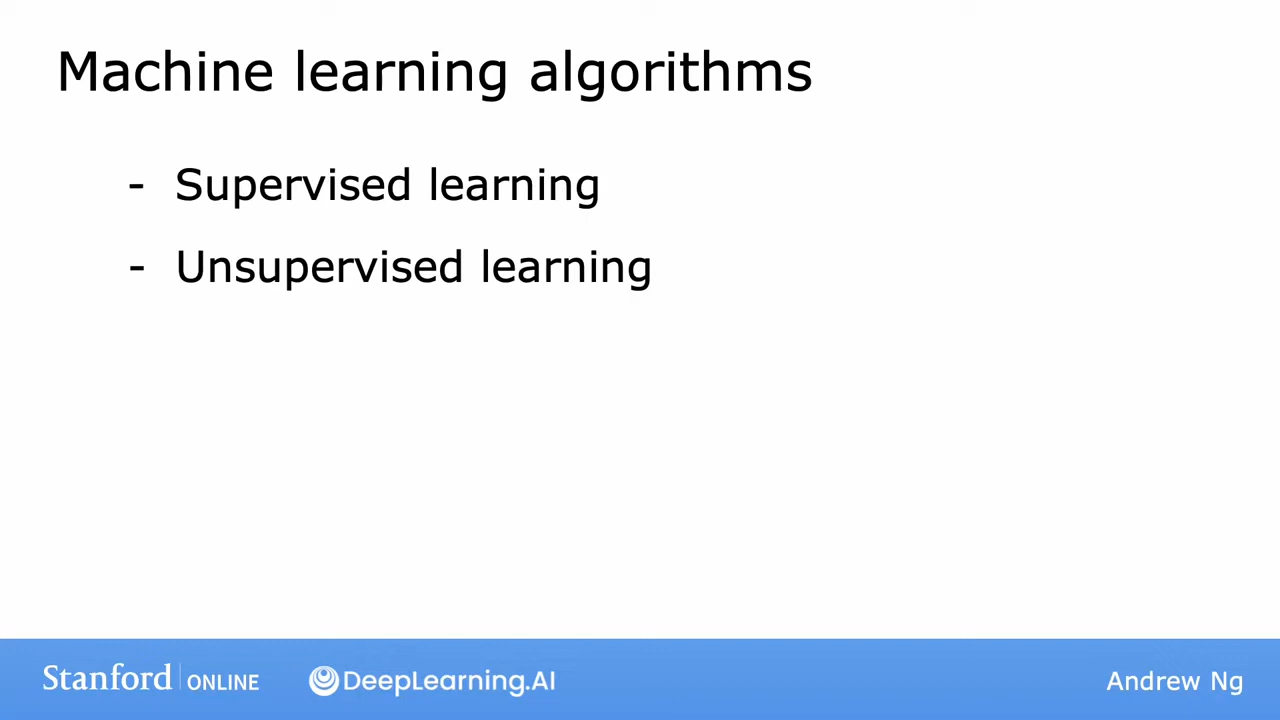 Machine learning algorithms
- Supervised learning
- Unsupervised learning
Stanford | ONLINE DeepLearning.AI Andrew Ng